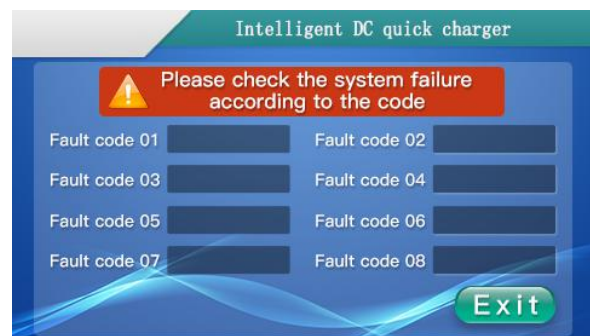 Intelligent DC quick charger
Please check the system failure
according to the code
Fault code 01 Fault code 02
Fault code 03 Fault code 04
Fault code 05 Fault code 06
Fault code 07 Fault code 08
Exit